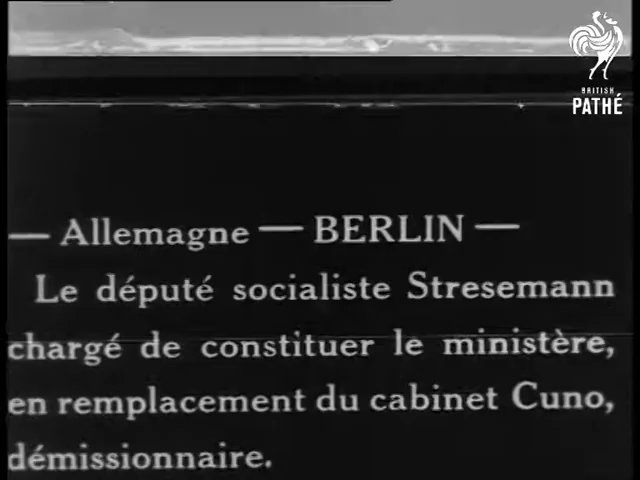 BRITISH
PATHÉ
— Allemagne — BERLIN —
Le député socialiste Stresemann
chargé de constituer le ministère,
en remplacement du cabinet Cuno,
démissionnaire.